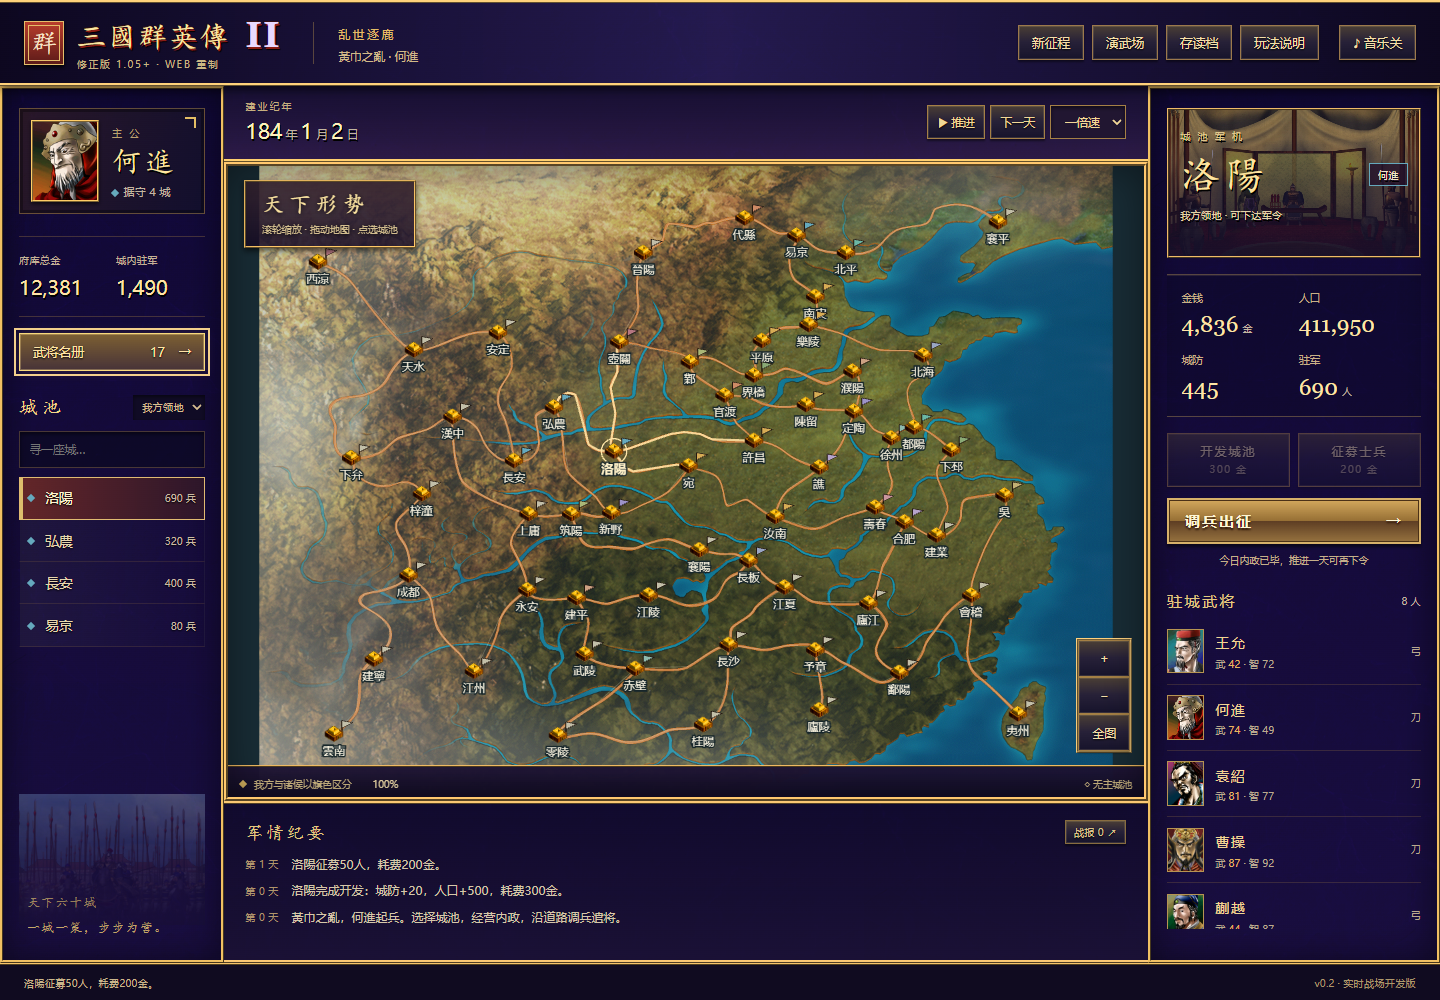 群 三國群英傳 II
修正版 1.05+ · WEB 重制
乱世逐鹿
黃巾之亂 · 何進
新征程 演武场 存读档 玩法说明 ♪ 音乐关
主公
何進
◆ 据守 4 城
府库总金 城内驻军
12,381 1,490
武将名册 17 →
城池 我方领地
寻一座城...
◆ 洛陽 690 兵
◆ 弘農 320 兵
◆ 長安 400 兵
◆ 易京 80 兵
天下六十城
一城一策，步步为营。
建业纪年
184 年 1 月 2 日
▶ 推进 下一天 一倍速
天下形势
滚轮缩放 · 拖动地图 · 点选城池
代縣
襄平
易京
北平
晉陽
西涼
南皮
樂陵
安定
天水
壺關
平原
鄴
界橋
濮陽
北海
官渡
陳留
定陶
弘農
漢中
洛陽
許昌
徐州
都陽
下邳
下弁
長安
宛
譙
梓潼
上庸
筑陽
新野
汝南
壽春
合肥
建業
吳
襄陽
長板
成都
永安
建平
江陵
江夏
廬江
會稽
建寧
江州
武陵
赤壁
長沙
予章
鄱陽
雲南
零陵
桂陽
廬陵
夷州
+
−
全图
◆ 我方与诸侯以旗色区分 100% ◇ 无主城池
军情纪要 战报 0 ↗
第 1 天 洛陽征募50人，耗费200金。
第 0 天 洛陽完成开发：城防+20，人口+500，耗费300金。
第 0 天 黃巾之亂，何進起兵。选择城池，经营内政，沿道路调兵遣将。
城池军机
洛陽
何進
我方领地 · 可下达军令
金钱 人口
4,836 金 411,950
城防 驻军
445 690 人
开发城池 征募士兵
300 金 200 金
调兵出征 →
今日内政已毕，推进一天可再下令
驻城武将 8 人
王允 弓
武 42 · 智 72
何進 刀
武 74 · 智 49
袁紹 刀
武 81 · 智 77
曹操 刀
武 87 · 智 92
蒯越 弓
武 44 · 智 87
洛陽征募50人，耗费200金。 v0.2 · 实时战场开发版